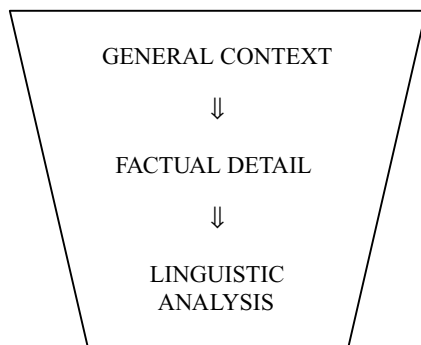 GENERAL CONTEXT
⇓
FACTUAL DETAIL
⇓
LINGUISTIC
ANALYSIS